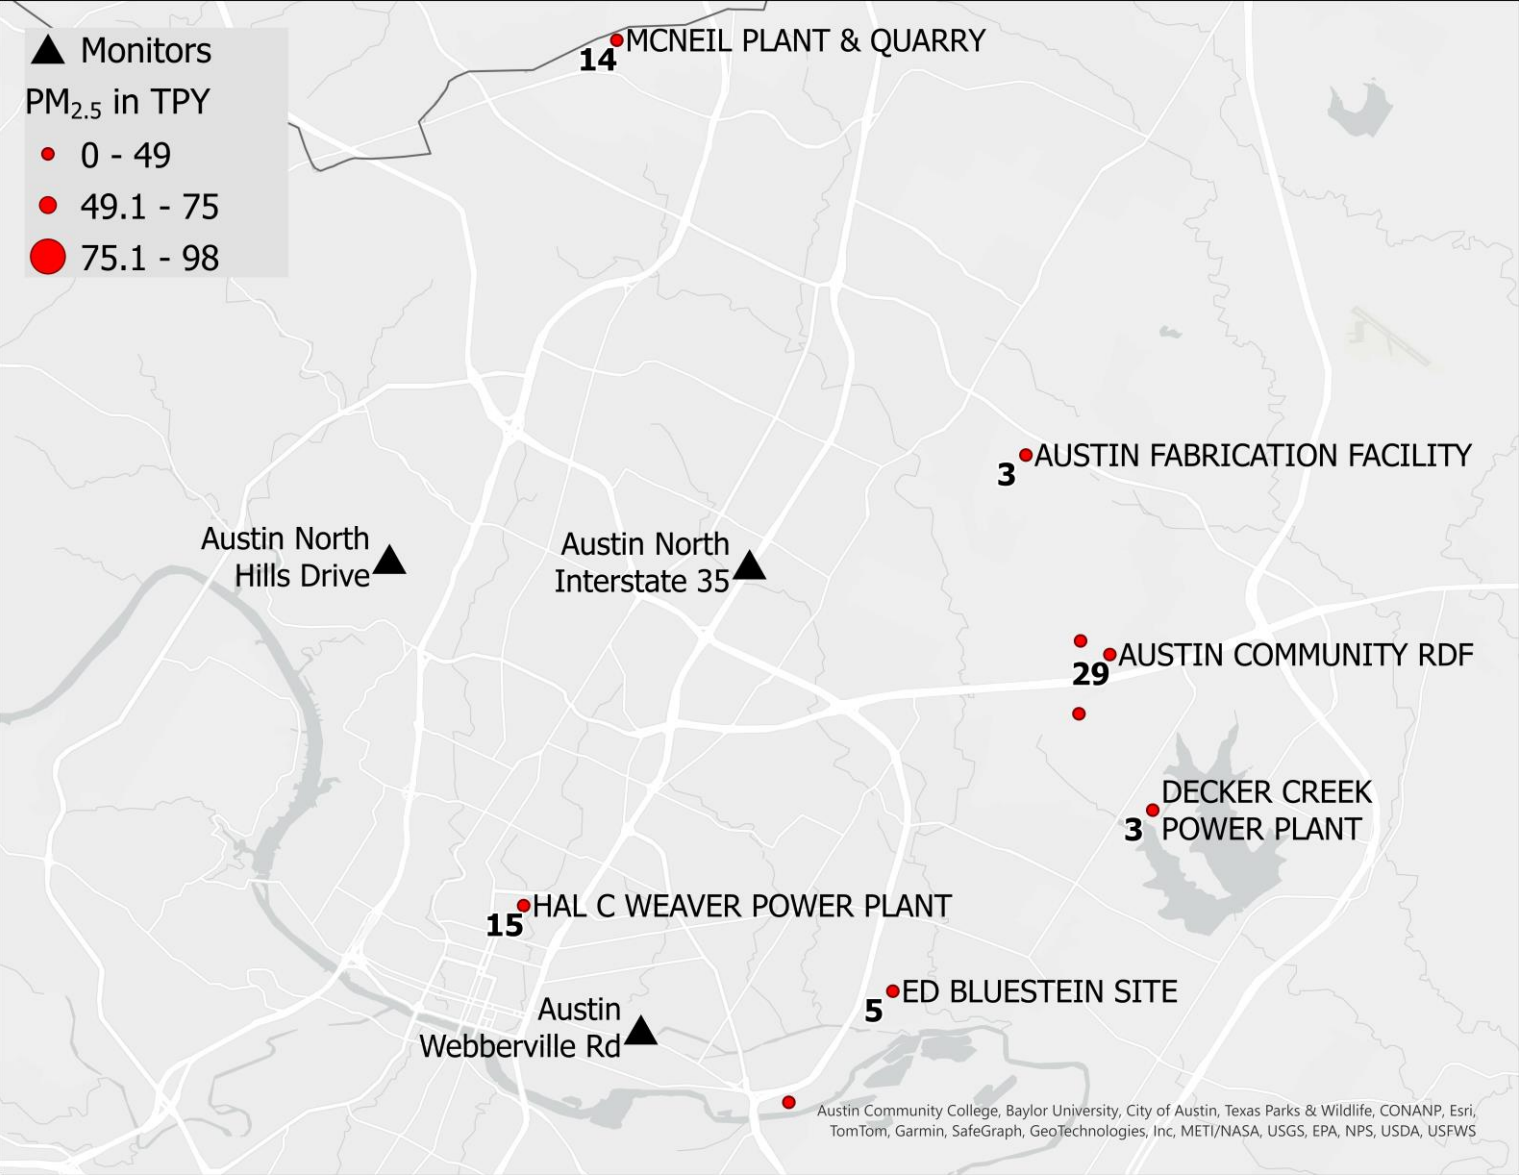 Monitors
PM2.5 in TPY
0 - 49
49.1 - 75
75.1 - 98
MCNEIL PLANT & QUARRY
14
AUSTIN FABRICATION FACILITY
3
Austin North
Hills Drive
Austin North
Interstate 35
AUSTIN COMMUNITY RDF
29
DECKER CREEK
POWER PLANT
3
HAL C WEAVER POWER PLANT
15
ED BLUESTEIN SITE
5
Austin
Webberville Rd
Austin Community College, Baylor University, City of Austin, Texas Parks & Wildlife, CONANP, Esri,
TomTom, Garmin, SafeGraph, GeoTechnologies, Inc, METI/NASA, USGS, EPA, NPS, USDA, USFWS